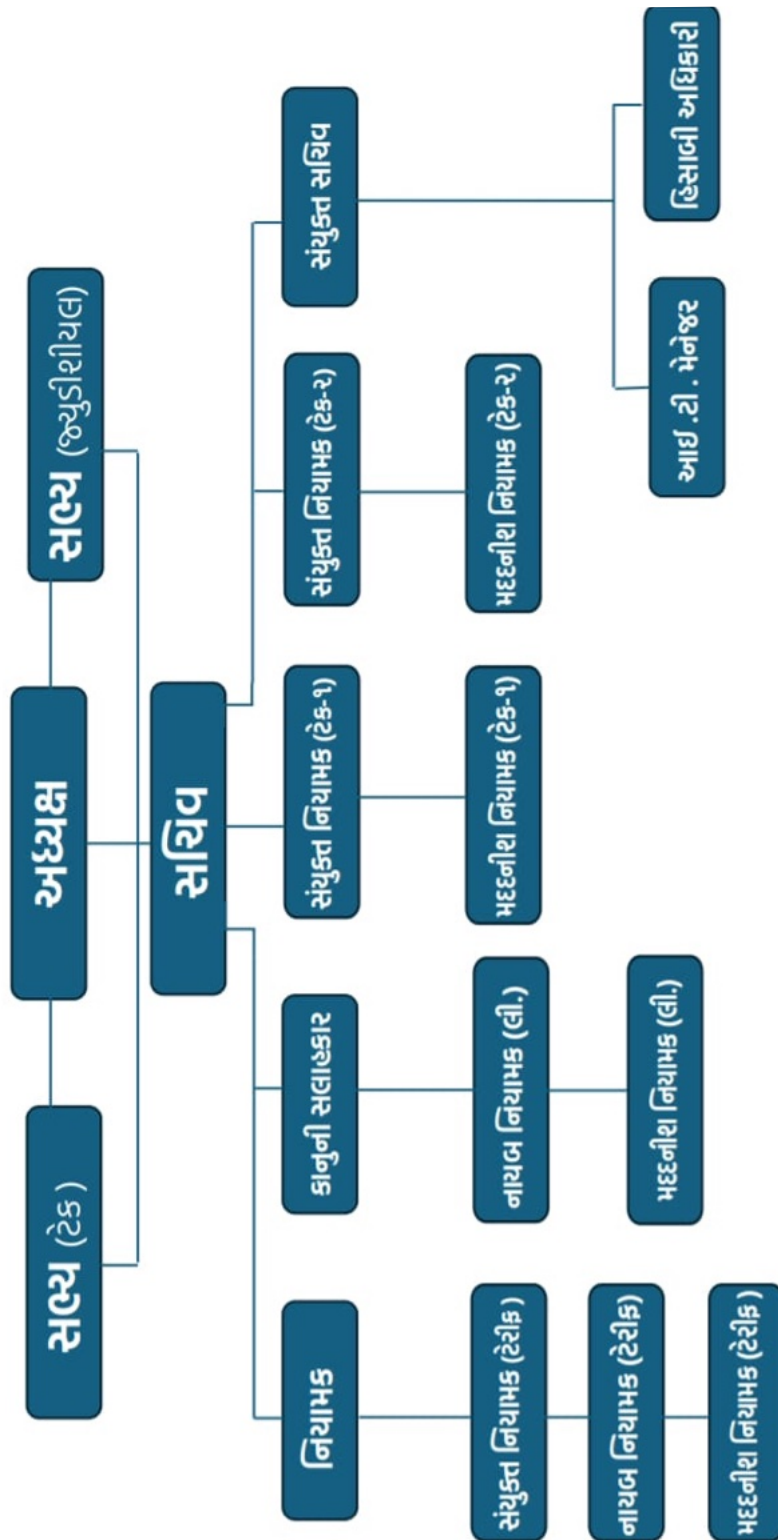 અધ્યક્ષ
સભ્ય (ટેક )
સભ્ય (જ્યુડીશીયલ)
સચિવ
નિયામક
કાનુની સલાહકાર
સંયુક્ત નિયામક (ટેક-૧)
સંયુક્ત નિયામક (ટેક-૨)
સંયુક્ત સચિવ
સંયુક્ત નિયામક (ટેરીફ )
નાયબ નિયામક (લી.)
મદદનીશ નિયામક (ટેક-૧)
મદદનીશ નિયામક (ટેક-૨)
નાયબ નિયામક (ટેરીફ)
મદદનીશ નિયામક (લી.)
આઈ .ટી . મેનેજર
હિસાબી અધિકારી
મદદનીશ નિયામક (ટેરીફ )